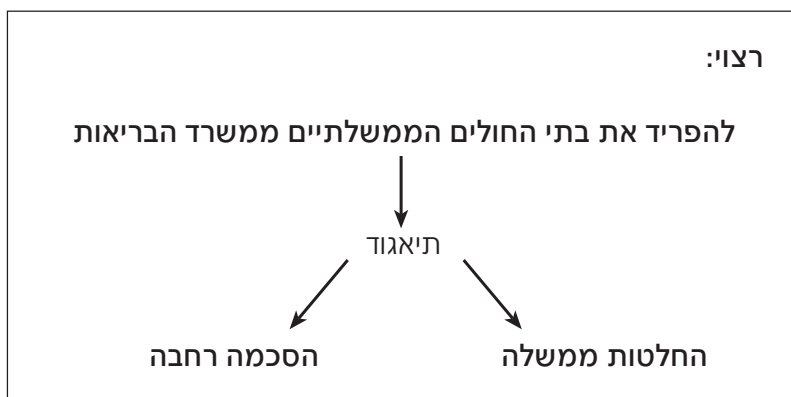 רצוי:
להפריד את בתי החולים הממשלתיים ממשרד הבריאות
תיאגוד
החלטות ממשלה
הסכמה רחבה